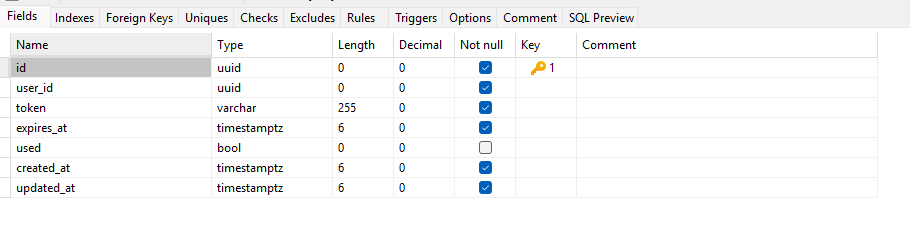 Fields Indexes Foreign Keys Uniques Checks Excludes Rules Triggers Options Comment SQL Preview
Name Type Length Decimal Not null Key Comment
id uuid 0 0 1
user_id uuid 0 0
token varchar 255 0
expires_at timestamptz 6 0
used bool 0 0
created_at timestamptz 6 0
updated_at timestamptz 6 0